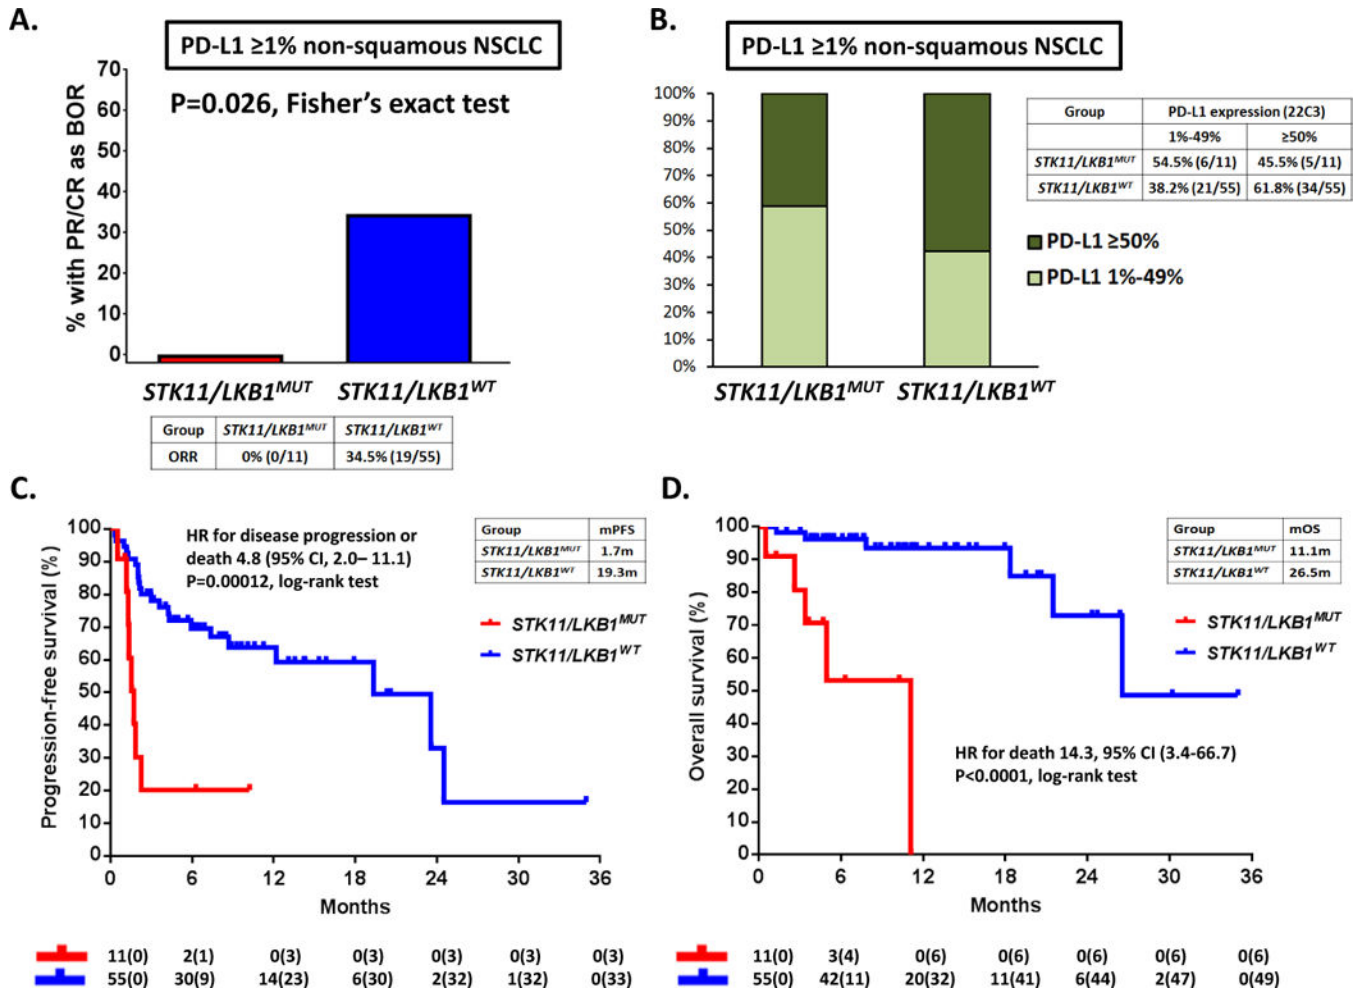 A.
PD-L1 ≥1% non-squamous NSCLC
P=0.026, Fisher's exact test
% with PR/CR as BOR
70
60
50
40
30
20
10
0
STK11/LKB1MUT STK11/LKB1WT
Group STK11/LKB1MUT STK11/LKB1WT
ORR 0% (0/11) 34.5% (19/55)
B.
PD-L1 ≥1% non-squamous NSCLC
100%
90%
80%
70%
60%
50%
40%
30%
20%
10%
0%
STK11/LKB1MUT STK11/LKB1WT
Group PD-L1 expression (22C3)
1%-49% ≥50%
STK11/LKB1MUT 54.5% (6/11) 45.5% (5/11)
STK11/LKB1WT 38.2% (21/55) 61.8% (34/55)
PD-L1 ≥50%
PD-L1 1%-49%
C.
Progression-free survival (%)
100
90
80
70
60
50
40
30
20
10
0
HR for disease progression or
death 4.8 (95% CI, 2.0– 11.1)
P=0.00012, log-rank test
Group mPFS
STK11/LKB1MUT 1.7m
STK11/LKB1WT 19.3m
STK11/LKB1MUT
STK11/LKB1WT
0 6 12 18 24 30 36
Months
11(0) 2(1) 0(3) 0(3) 0(3) 0(3) 0(3)
55(0) 30(9) 14(23) 6(30) 2(32) 1(32) 0(33)
D.
Overall survival (%)
100
90
80
70
60
50
40
30
20
10
0
Group mOS
STK11/LKB1MUT 11.1m
STK11/LKB1WT 26.5m
STK11/LKB1MUT
STK11/LKB1WT
HR for death 14.3, 95% CI (3.4-66.7)
P<0.0001, log-rank test
0 6 12 18 24 30 36
Months
11(0) 3(4) 0(6) 0(6) 0(6) 0(6) 0(6)
55(0) 42(11) 20(32) 11(41) 6(44) 2(47) 0(49)